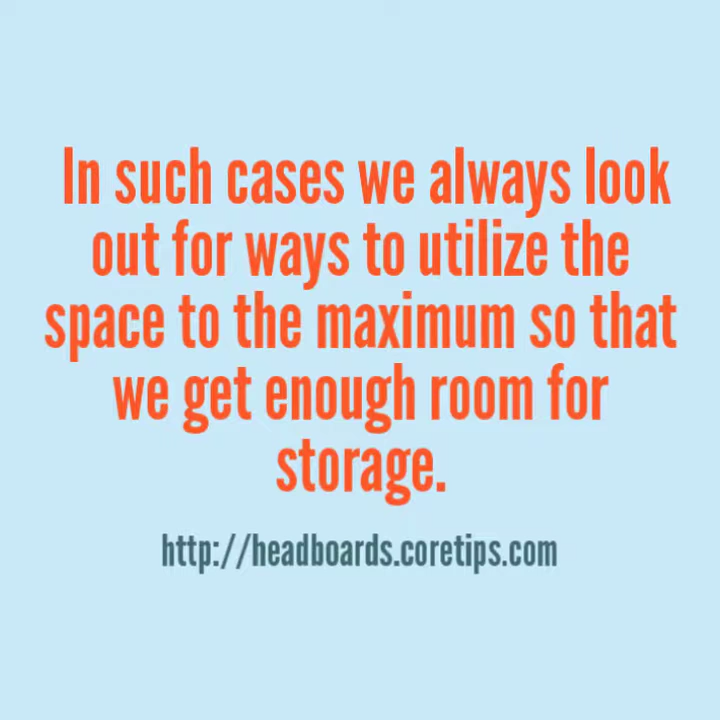 In such cases we always look
out for ways to utilize the
space to the maximum so that
we get enough room for
storage.
http://headboards.coretips.com